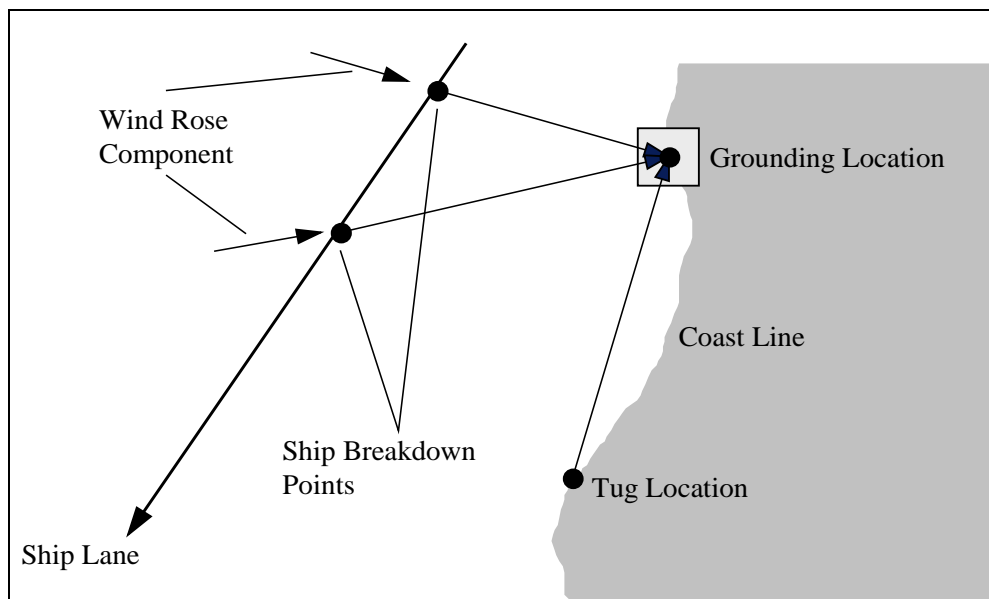 Wind Rose
Component
Grounding Location
Coast Line
Ship Breakdown
Points
Tug Location
Ship Lane